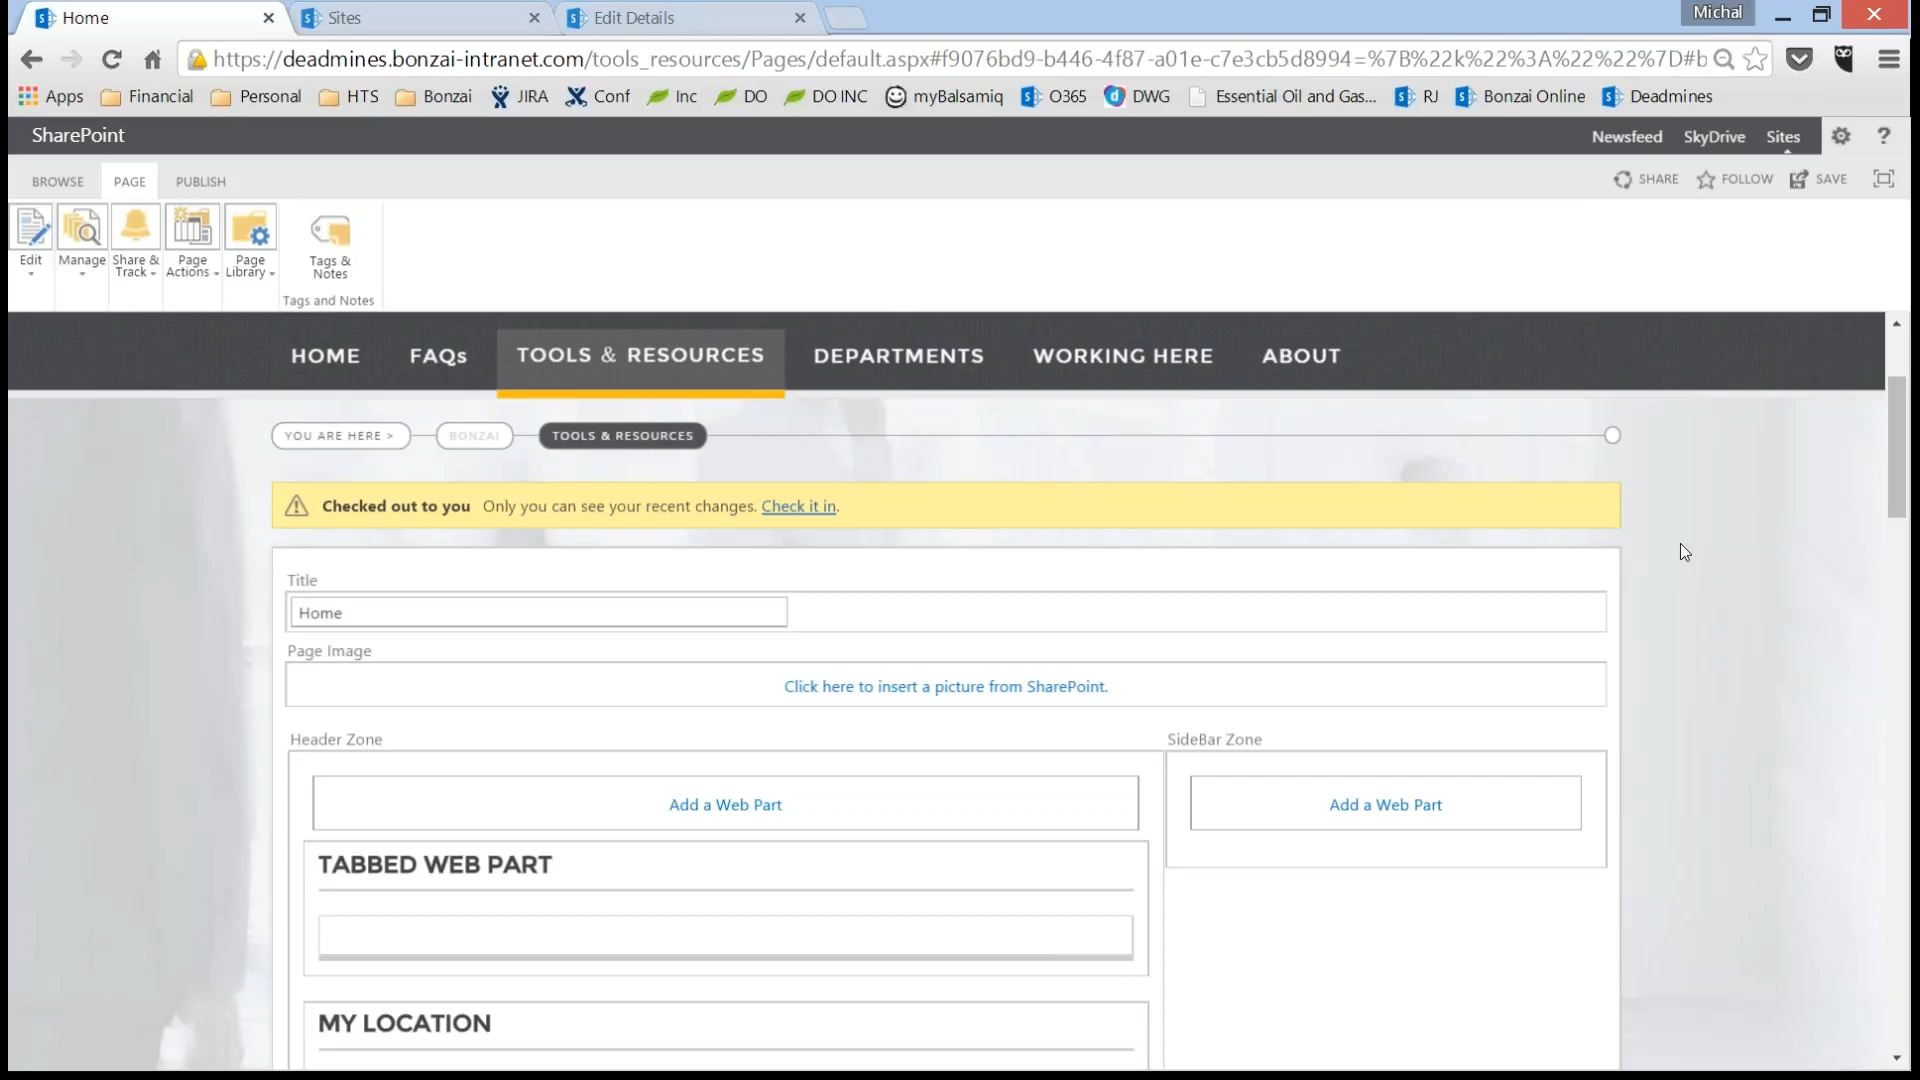 Home
Sites
Edit Details
Michal
https://deadmines.bonzai-intranet.com/tools_resources/Pages/default.aspx#f9076bd9-b446-4f87-a01e-c7e3cb5d8994=%7B%22k%22%3A%22%22%7D#b
Apps Financial Personal HTS Bonzai JIRA Conf Inc DO DO INC myBalsamiq O365 DWG Essential Oil and Gas... RJ Bonzai Online Deadmines
SharePoint
Newsfeed SkyDrive Sites ?
BROWSE PAGE PUBLISH
SHARE FOLLOW SAVE
Edit
Manage
Share &
Track
Page
Actions
Page
Library
Tags &
Notes
Tags and Notes
HOME FAQs TOOLS & RESOURCES DEPARTMENTS WORKING HERE ABOUT
YOU ARE HERE > BONZAI TOOLS & RESOURCES
Checked out to you Only you can see your recent changes. Check it in.
Title
Home
Page Image
Click here to insert a picture from SharePoint.
Header Zone
SideBar Zone
Add a Web Part
Add a Web Part
TABBED WEB PART
MY LOCATION